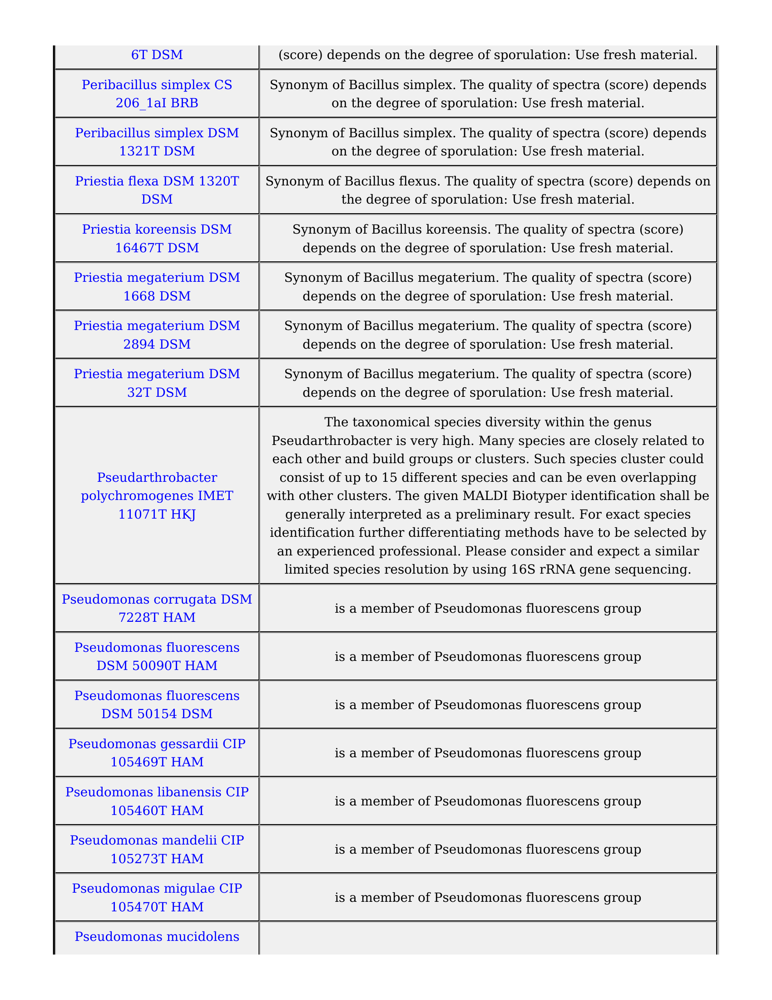 6T DSM
(score) depends on the degree of sporulation: Use fresh material.
Peribacillus simplex CS
206_1aI BRB
Synonym of Bacillus simplex. The quality of spectra (score) depends
on the degree of sporulation: Use fresh material.
Peribacillus simplex DSM
1321T DSM
Synonym of Bacillus simplex. The quality of spectra (score) depends
on the degree of sporulation: Use fresh material.
Priestia flexa DSM 1320T
DSM
Synonym of Bacillus flexus. The quality of spectra (score) depends on
the degree of sporulation: Use fresh material.
Priestia koreensis DSM
16467T DSM
Synonym of Bacillus koreensis. The quality of spectra (score)
depends on the degree of sporulation: Use fresh material.
Priestia megaterium DSM
1668 DSM
Synonym of Bacillus megaterium. The quality of spectra (score)
depends on the degree of sporulation: Use fresh material.
Priestia megaterium DSM
2894 DSM
Synonym of Bacillus megaterium. The quality of spectra (score)
depends on the degree of sporulation: Use fresh material.
Priestia megaterium DSM
32T DSM
Synonym of Bacillus megaterium. The quality of spectra (score)
depends on the degree of sporulation: Use fresh material.
Pseudarthrobacter
polychromogenes IMET
11071T HKJ
The taxonomical species diversity within the genus
Pseudarthrobacter is very high. Many species are closely related to
each other and build groups or clusters. Such species cluster could
consist of up to 15 different species and can be even overlapping
with other clusters. The given MALDI Biotyper identification shall be
generally interpreted as a preliminary result. For exact species
identification further differentiating methods have to be selected by
an experienced professional. Please consider and expect a similar
limited species resolution by using 16S rRNA gene sequencing.
Pseudomonas corrugata DSM
7228T HAM
is a member of Pseudomonas fluorescens group
Pseudomonas fluorescens
DSM 50090T HAM
is a member of Pseudomonas fluorescens group
Pseudomonas fluorescens
DSM 50154 DSM
is a member of Pseudomonas fluorescens group
Pseudomonas gessardii CIP
105469T HAM
is a member of Pseudomonas fluorescens group
Pseudomonas libanensis CIP
105460T HAM
is a member of Pseudomonas fluorescens group
Pseudomonas mandelii CIP
105273T HAM
is a member of Pseudomonas fluorescens group
Pseudomonas migulae CIP
105470T HAM
is a member of Pseudomonas fluorescens group
Pseudomonas mucidolens